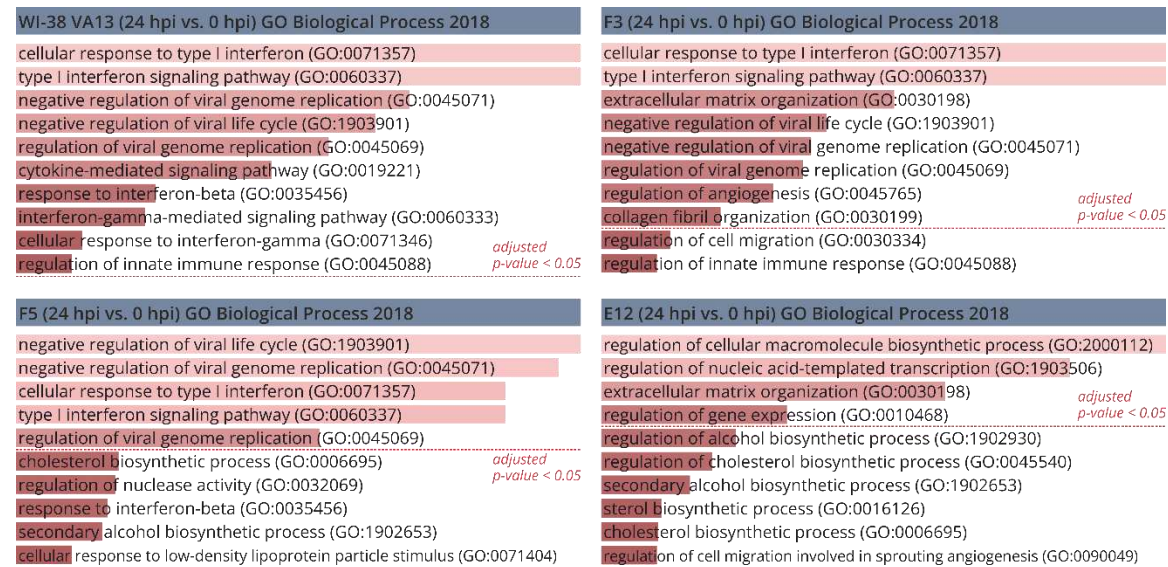 WI-38 VA13 (24 hpi vs. 0 hpi) GO Biological Process 2018
cellular response to type I interferon (GO:0071357)
type I interferon signaling pathway (GO:0060337)
negative regulation of viral genome replication (GO:0045071)
negative regulation of viral life cycle (GO:1903901)
regulation of viral genome replication (GO:0045069)
cytokine-mediated signaling pathway (GO:0019221)
response to interferon-beta (GO:0035456)
interferon-gamma-mediated signaling pathway (GO:0060333)
cellular response to interferon-gamma (GO:0071346)
regulation of innate immune response (GO:0045088)
adjusted
p-value < 0.05
F3 (24 hpi vs. 0 hpi) GO Biological Process 2018
cellular response to type I interferon (GO:0071357)
type I interferon signaling pathway (GO:0060337)
extracellular matrix organization (GO:0030198)
negative regulation of viral life cycle (GO:1903901)
negative regulation of viral genome replication (GO:0045071)
regulation of viral genome replication (GO:0045069)
regulation of angiogenesis (GO:0045765)
collagen fibril organization (GO:0030199)
adjusted
p-value < 0.05
regulation of cell migration (GO:0030334)
regulation of innate immune response (GO:0045088)
F5 (24 hpi vs. 0 hpi) GO Biological Process 2018
negative regulation of viral life cycle (GO:1903901)
negative regulation of viral genome replication (GO:0045071)
cellular response to type I interferon (GO:0071357)
type I interferon signaling pathway (GO:0060337)
regulation of viral genome replication (GO:0045069)
cholesterol biosynthetic process (GO:0006695)
adjusted
p-value < 0.05
regulation of nuclease activity (GO:0032069)
response to interferon-beta (GO:0035456)
secondary alcohol biosynthetic process (GO:1902653)
cellular response to low-density lipoprotein particle stimulus (GO:0071404)
E12 (24 hpi vs. 0 hpi) GO Biological Process 2018
regulation of cellular macromolecule biosynthetic process (GO:2000112)
regulation of nucleic acid-templated transcription (GO:1903506)
extracellular matrix organization (GO:0030198)
regulation of gene expression (GO:0010468)
adjusted
p-value < 0.05
regulation of alcohol biosynthetic process (GO:1902930)
regulation of cholesterol biosynthetic process (GO:0045540)
secondary alcohol biosynthetic process (GO:1902653)
sterol biosynthetic process (GO:0016126)
cholesterol biosynthetic process (GO:0006695)
regulation of cell migration involved in sprouting angiogenesis (GO:0090049)